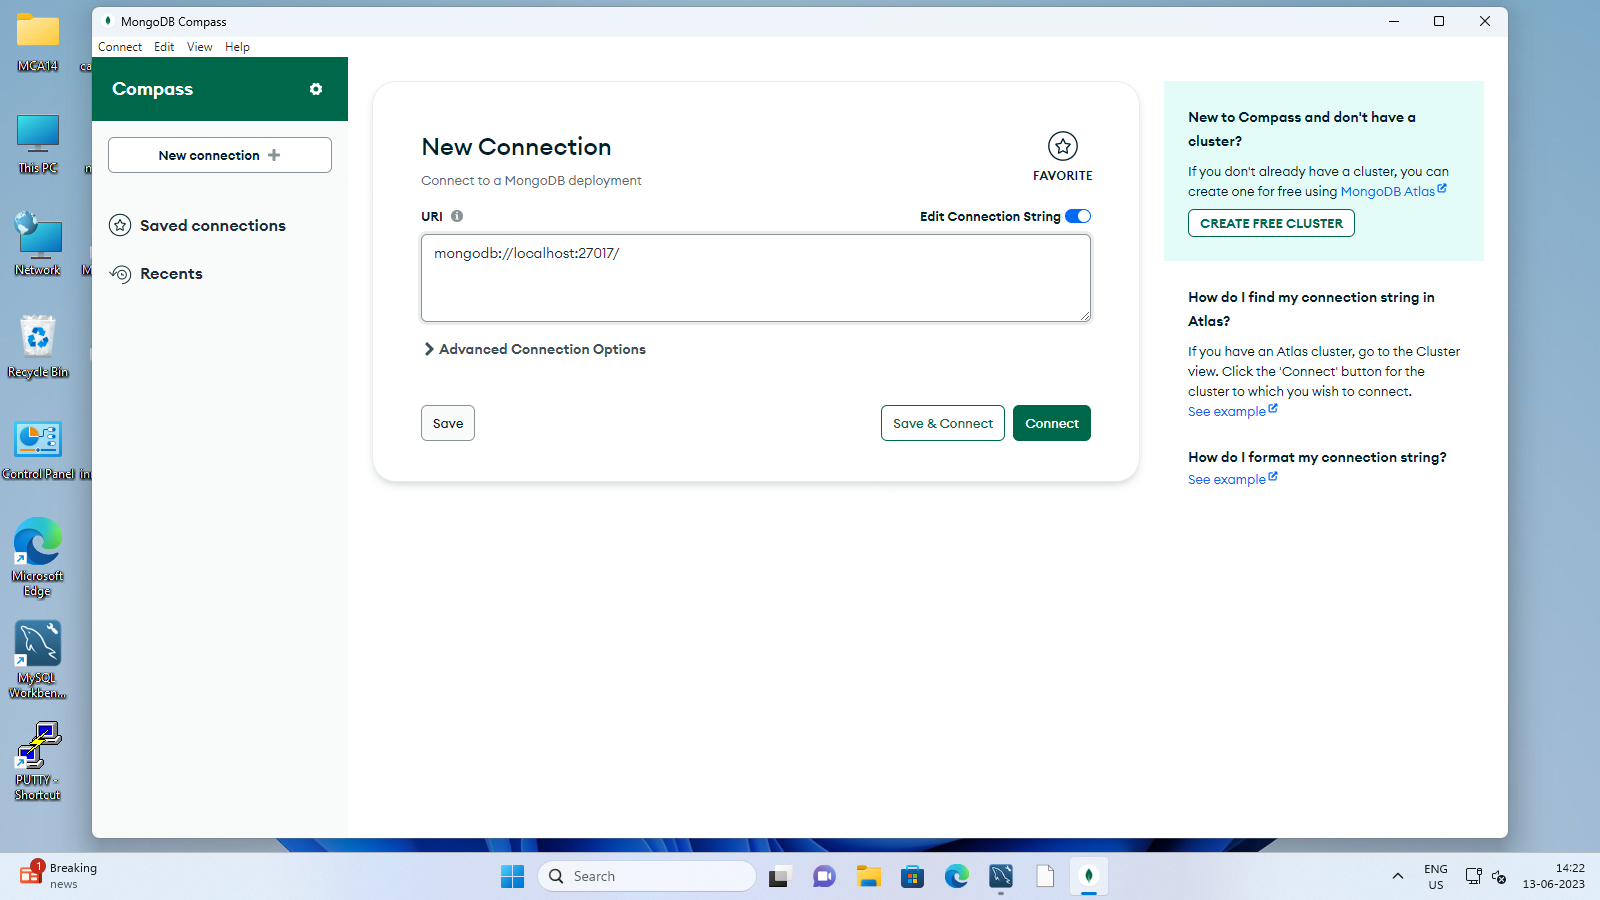 MongoDB Compass
Connect Edit View Help
Compass
New connection
Saved connections
Recents
New Connection
Connect to a MongoDB deployment
FAVORITE
URI
Edit Connection String
mongodb://localhost:27017/
Advanced Connection Options
Save
Save & Connect
Connect
New to Compass and don't have a
cluster?
If you don't already have a cluster, you can
create one for free using MongoDB Atlas
CREATE FREE CLUSTER
How do I find my connection string in
Atlas?
If you have an Atlas cluster, go to the Cluster
view. Click the 'Connect' button for the
cluster to which you wish to connect.
See example
How do I format my connection string?
See example
MCA14
This PC
Network
Recycle Bin
Control Panel
Microsoft
Edge
MySQL
Workben...
PUTTY -
Shortcut
1
Breaking
news
Search
ENG
US
14:22
13-06-2023